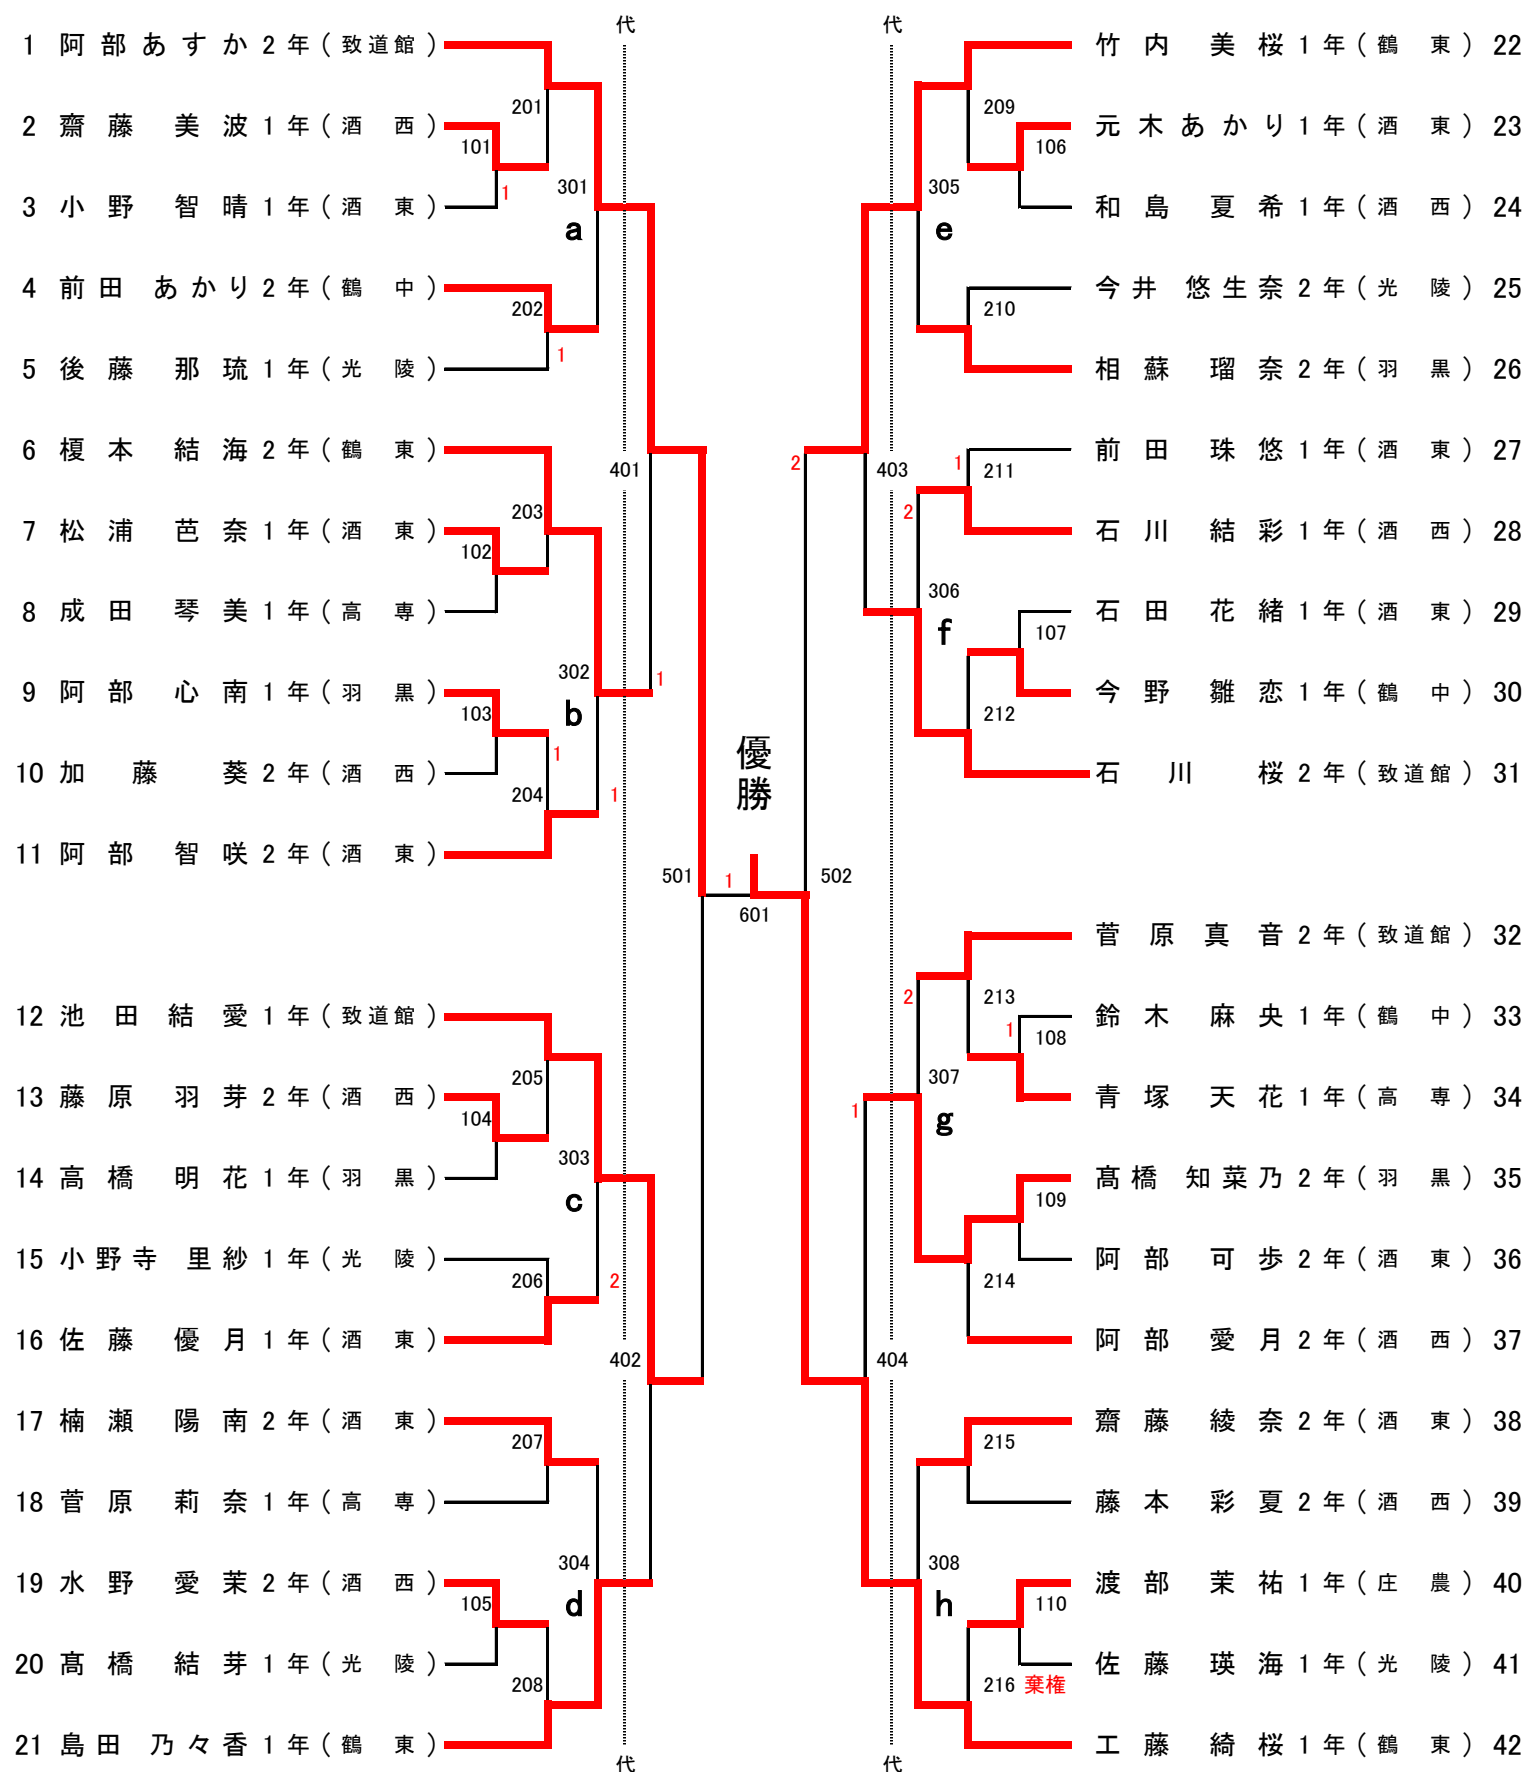 代 代
1 阿部あすか 2年(致道館)
201
2 齋藤 美波 1年(酒 西)
101
3 小野 智晴 1年(酒 東)
1
301
a
4 前田 あかり 2年(鶴 中)
202
5 後藤 那琉 1年(光 陵)
1
6 榎本 結海 2年(鶴 東)
401
203
7 松浦 芭奈 1年(酒 東)
102
8 成田 琴美 1年(高 専)
302
b
1
9 阿部 心南 1年(羽 黒)
103
10 加藤 葵 2年(酒 西)
1
204
1
11 阿部 智咲 2年(酒 東)
501
1
601
優勝
12 池田 結愛 1年(致道館)
205
13 藤原 羽芽 2年(酒 西)
104
14 高橋 明花 1年(羽 黒)
303
c
15 小野寺 里紗 1年(光 陵)
206
2
16 佐藤 優月 1年(酒 東)
402
17 楠瀬 陽南 2年(酒 東)
207
18 菅原 莉奈 1年(高 専)
304
d
19 水野 愛茉 2年(酒 西)
105
20 髙橋 結芽 1年(光 陵)
208
21 島田 乃々香 1年(鶴 東)
竹内 美桜 1年(鶴 東) 22
209
元木あかり 1年(酒 東) 23
106
和島 夏希 1年(酒 西) 24
305
e
今井 悠生奈 2年(光 陵) 25
210
相蘇 瑠奈 2年(羽 黒) 26
2
403
前田 珠悠 1年(酒 東) 27
1
211
2
石川 結彩 1年(酒 西) 28
306
f
石田 花緒 1年(酒 東) 29
107
今野 雛恋 1年(鶴 中) 30
212
石川 桜 2年(致道館) 31
502
菅原 真音 2年(致道館) 32
2
213
鈴木 麻央 1年(鶴 中) 33
1
108
青塚 天花 1年(高 専) 34
307
1
g
髙橋 知菜乃 2年(羽 黒) 35
109
阿部 可歩 2年(酒 東) 36
214
阿部 愛月 2年(酒 西) 37
404
齋藤 綾奈 2年(酒 東) 38
215
藤本 彩夏 2年(酒 西) 39
308
h
渡部 茉祐 1年(庄 農) 40
110
佐藤 瑛海 1年(光 陵) 41
216 棄権
工藤 綺桜 1年(鶴 東) 42
代 代